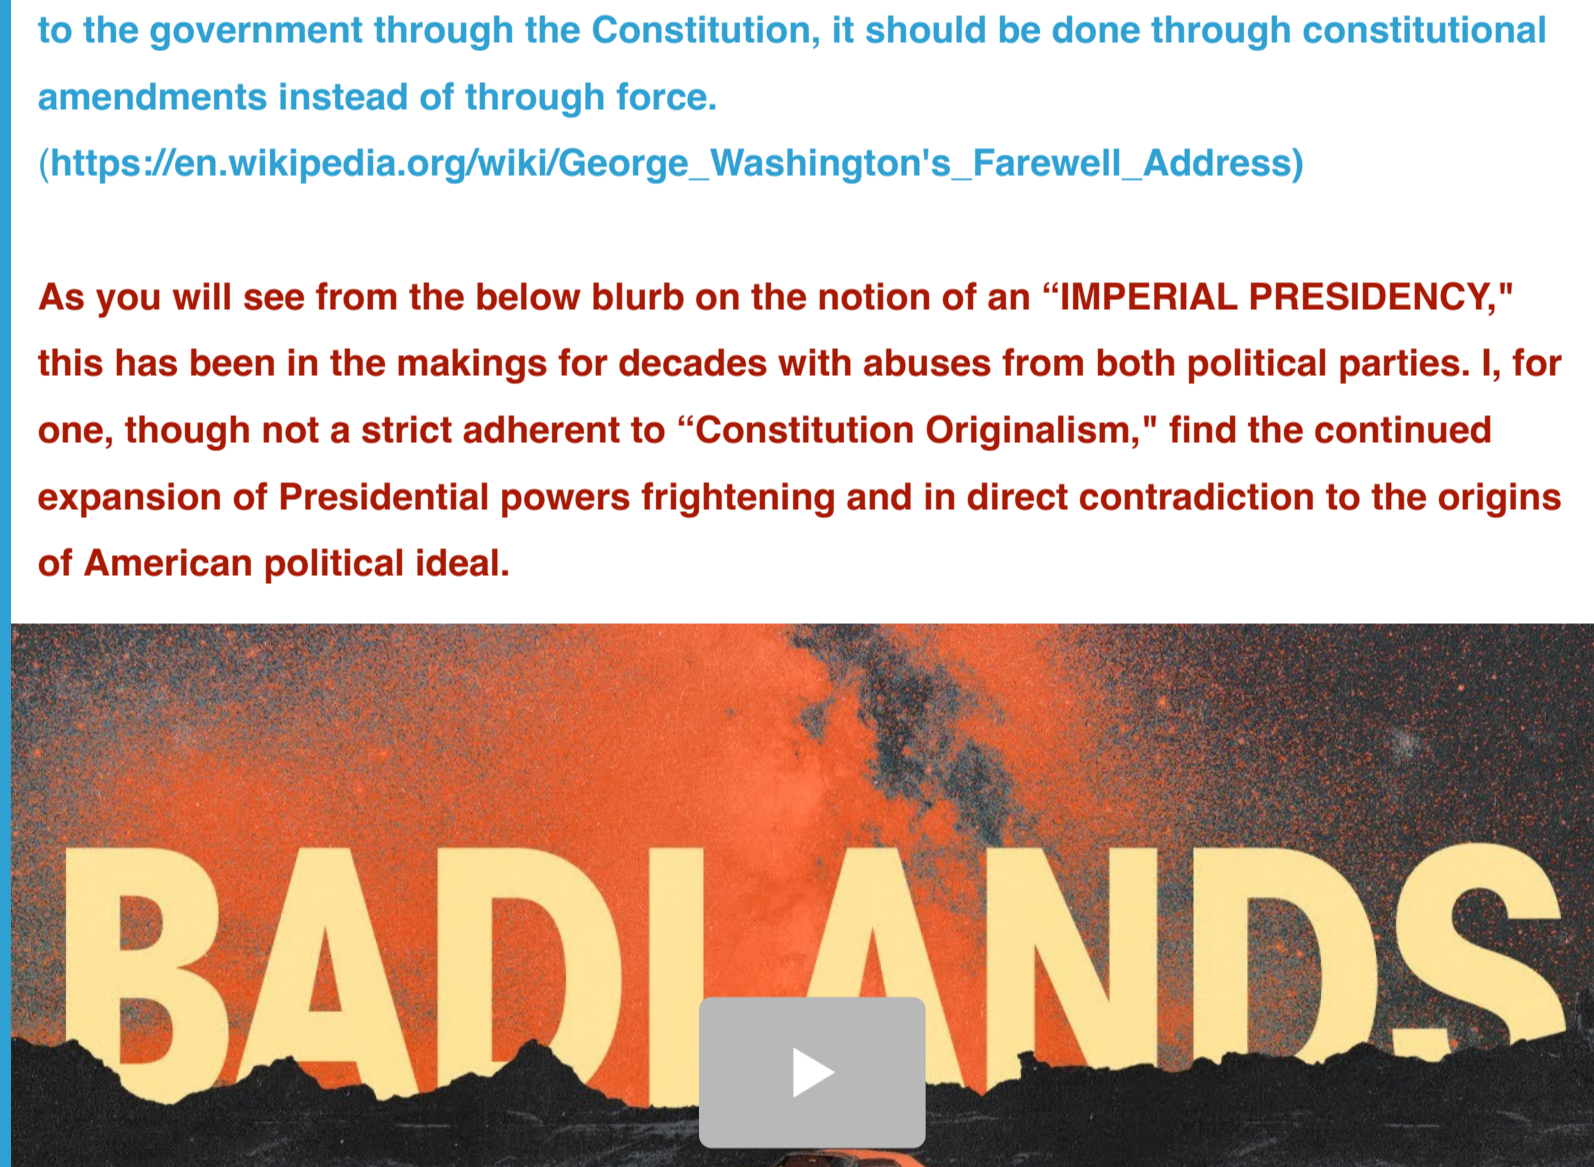 to the government through the Constitution, it should be done through constitutional
amendments instead of through force.
(https://en.wikipedia.org/wiki/George_Washington's_Farewell_Address)
As you will see from the below blurb on the notion of an “IMPERIAL PRESIDENCY,"
this has been in the makings for decades with abuses from both political parties. I, for
one, though not a strict adherent to “Constitution Originalism," find the continued
expansion of Presidential powers frightening and in direct contradiction to the origins
of American political ideal.
BADLANDS